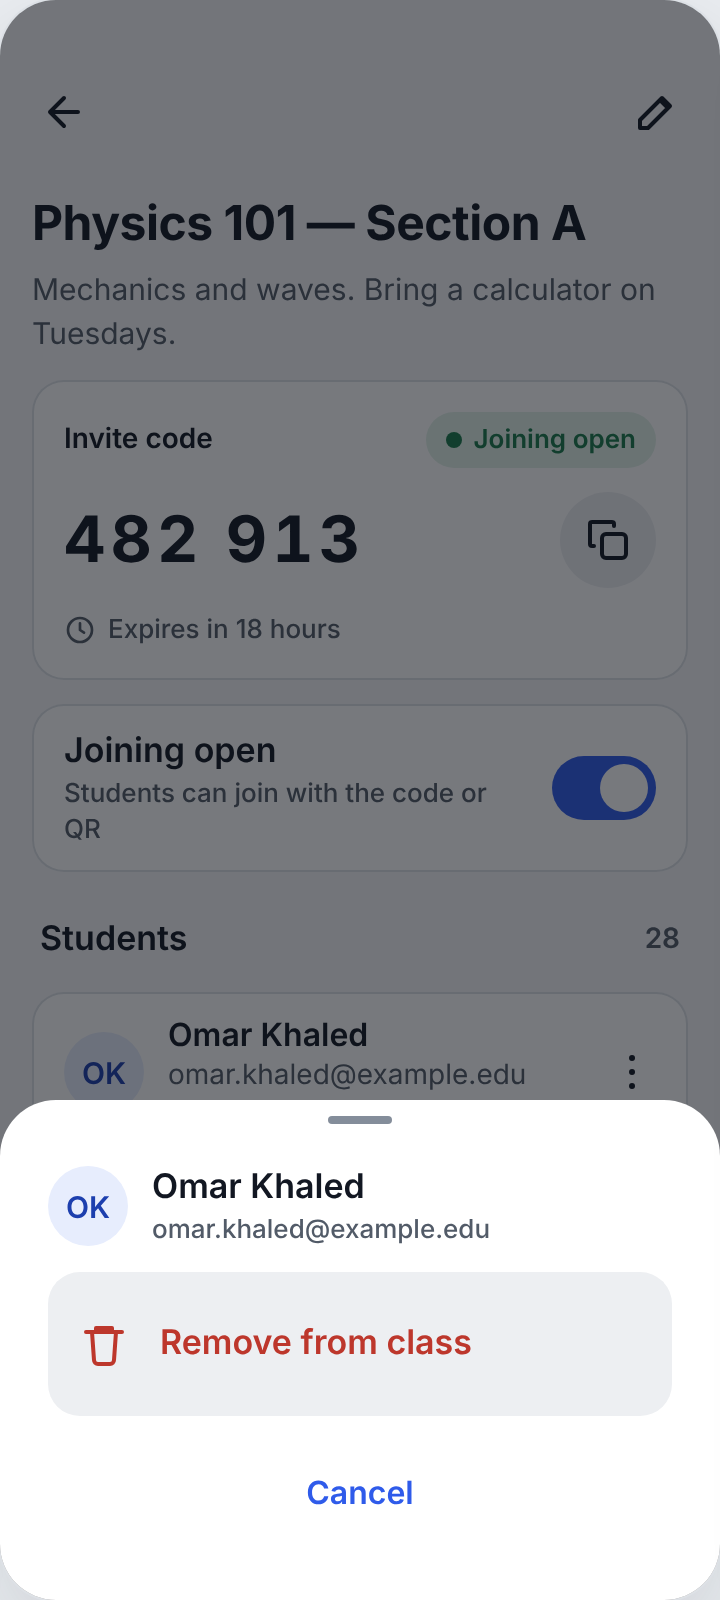 Physics 101 — Section A
Mechanics and waves. Bring a calculator on
Tuesdays.
Invite code
Joining open
482 913
Expires in 18 hours
Joining open
Students can join with the code or
QR
Students
28
OK
Omar Khaled
omar.khaled@example.edu
OK
Omar Khaled
omar.khaled@example.edu
Remove from class
Cancel